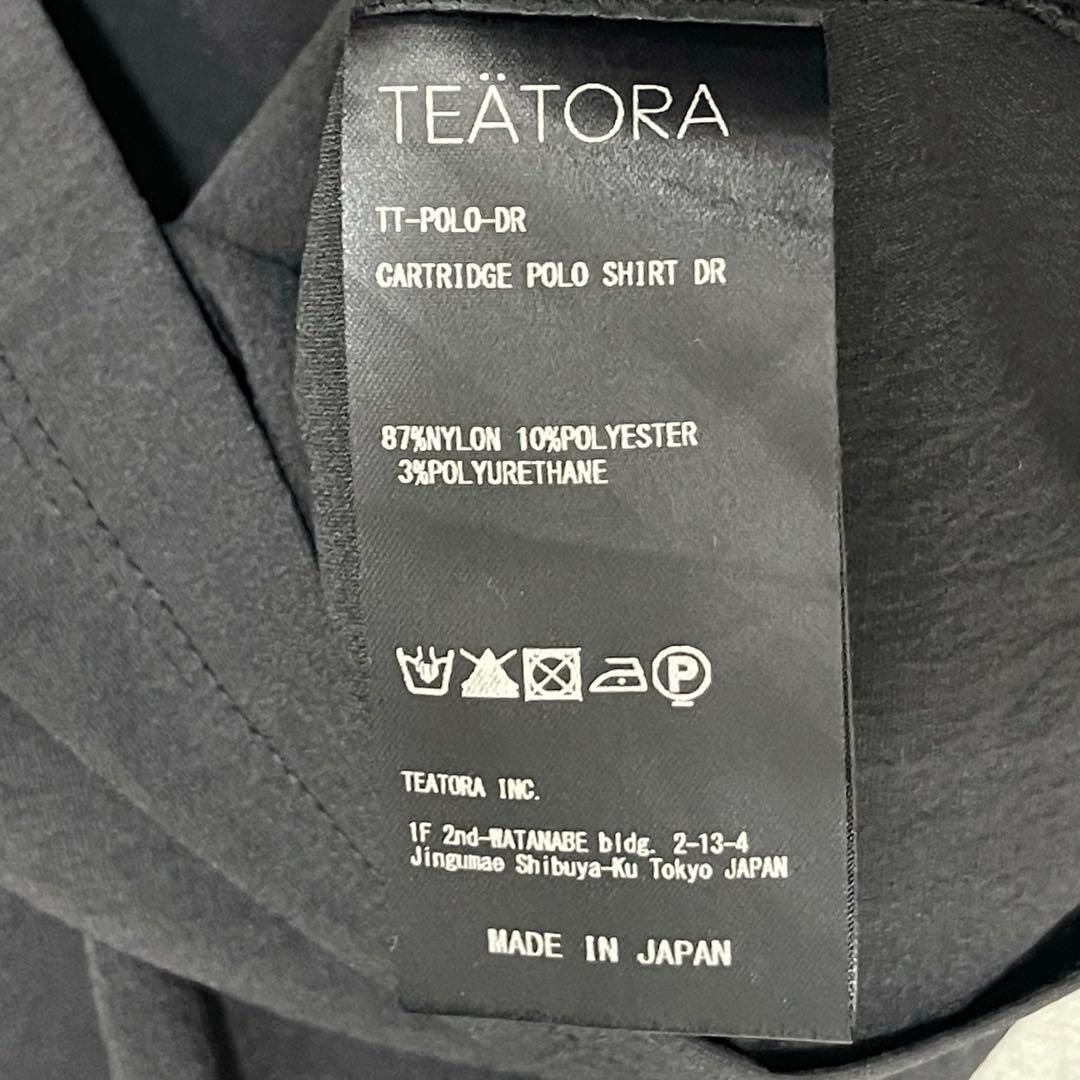 TEÄTORA
TT-POLO-DR
CARTRIDGE POLO SHIRT DR
87%NYLON 10%POLYESTER
3%POLYURETHANE
P
TEATORA INC.
1F 2nd-WATANABE bldg. 2-13-4
Jingumae Shibuya-Ku Tokyo JAPAN
MADE IN JAPAN